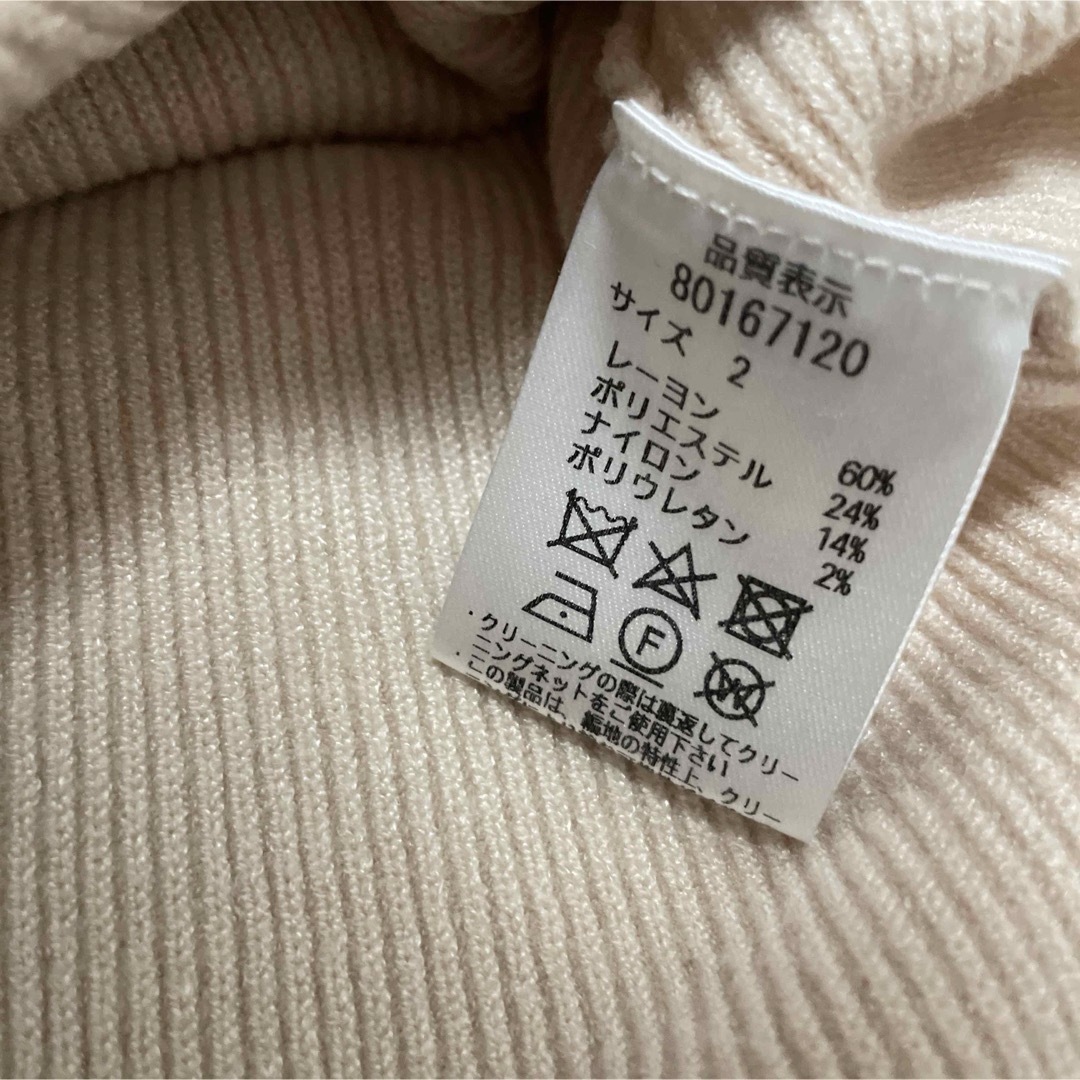 品質表示
80167120
サイズ 2
レーヨン 60%
ポリエステル 24%
ナイロン 14%
ポリウレタン 2%
F
W
・クリーニングの際は裏返してクリー
ニングネットをご使用下さい
・この製品は、編地の特性上、クリー